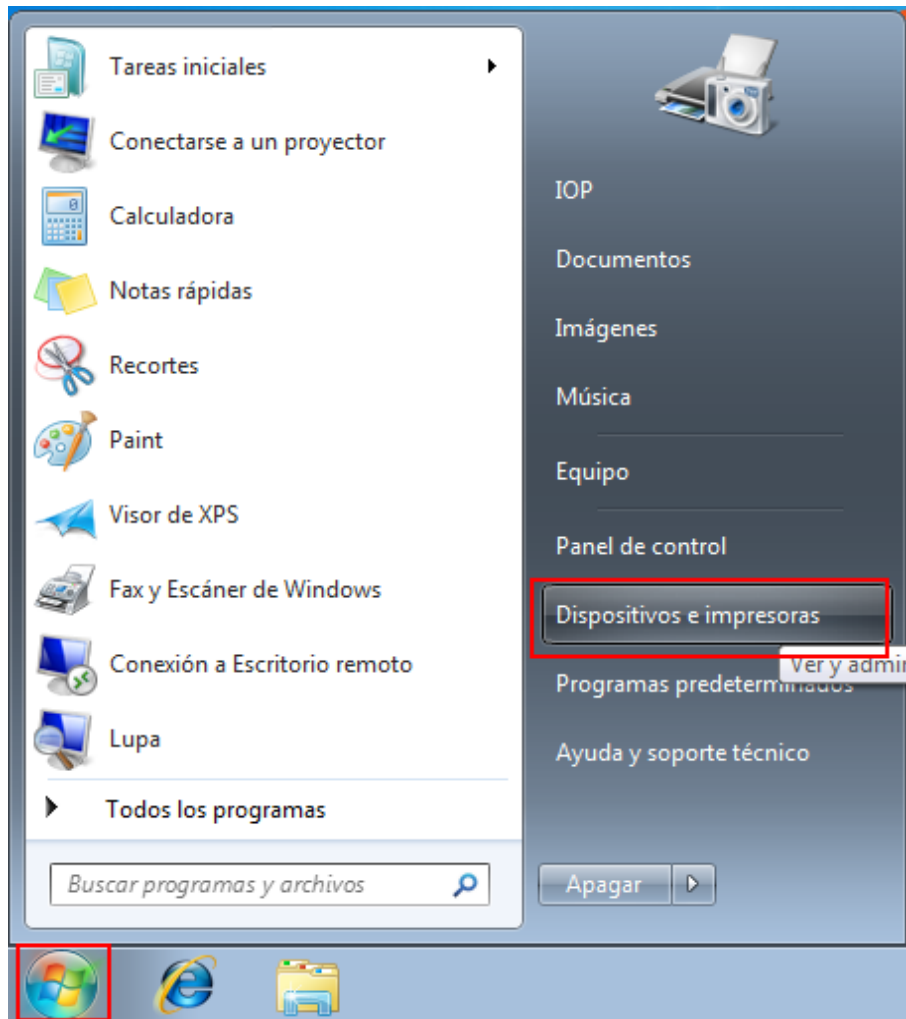 Tareas iniciales
Conectarse a un proyector
Calculadora
Notas rápidas
Recortes
Paint
Visor de XPS
Fax y Escáner de Windows
Conexión a Escritorio remoto
Lupa
Todos los programas
Buscar programas y archivos
IOP
Documentos
Imágenes
Música
Equipo
Panel de control
Dispositivos e impresoras
Ver y admin
Programas predeterminados
Ayuda y soporte técnico
Apagar